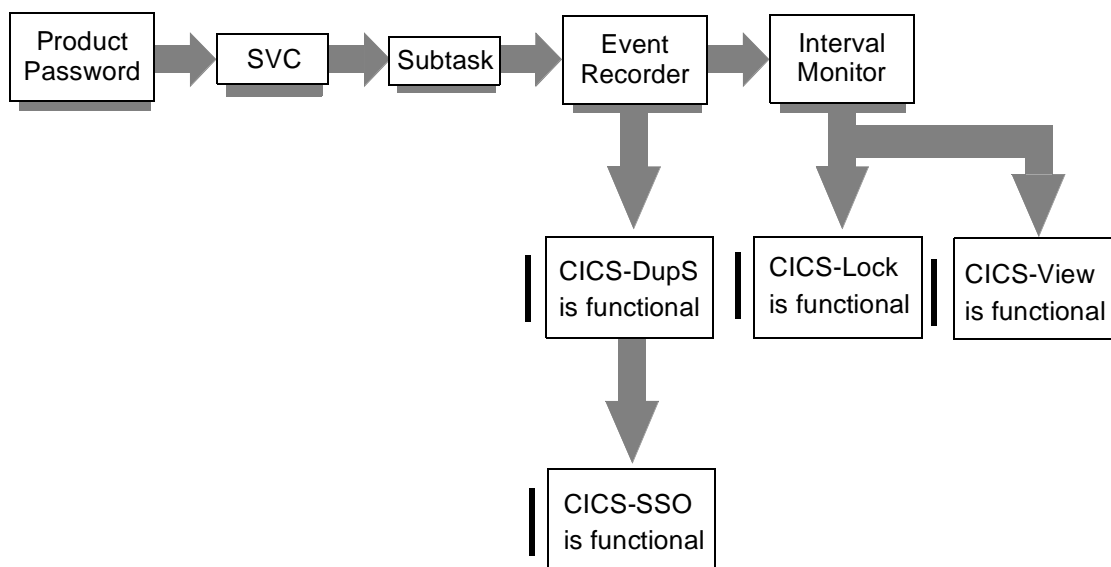 Product
Password
SVC
Subtask
Event
Recorder
Interval
Monitor
CICS-DupS
is functional
CICS-Lock
is functional
CICS-View
is functional
CICS-SSO
is functional